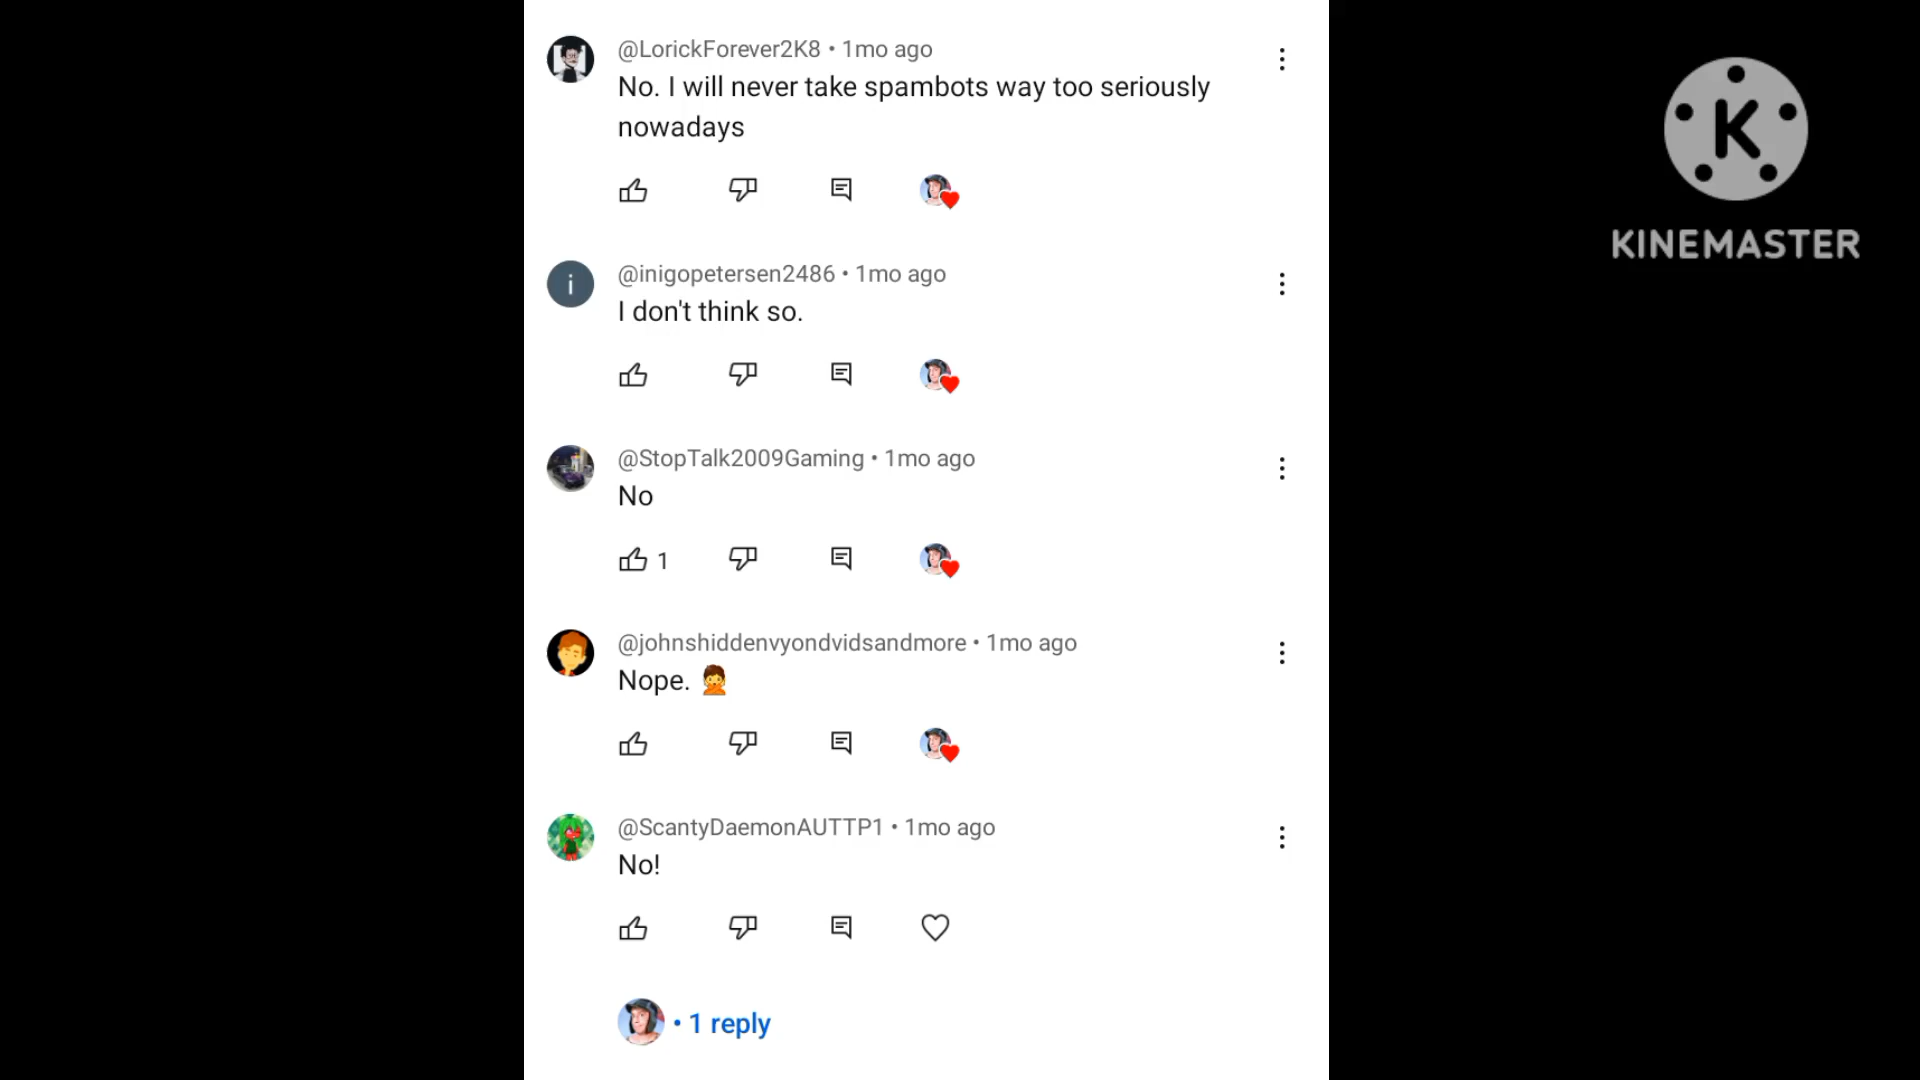 @LorickForever2K8 • 1mo ago
No. I will never take spambots way too seriously
nowadays
K
KINEMASTER
i
@inigopetersen2486 • 1mo ago
I don't think so.
@StopTalk2009Gaming • 1mo ago
No
1
@johnshiddenvyondvidsandmore • 1mo ago
Nope. 🙅
@ScantyDaemonAUTTP1 • 1mo ago
No!
• 1 reply